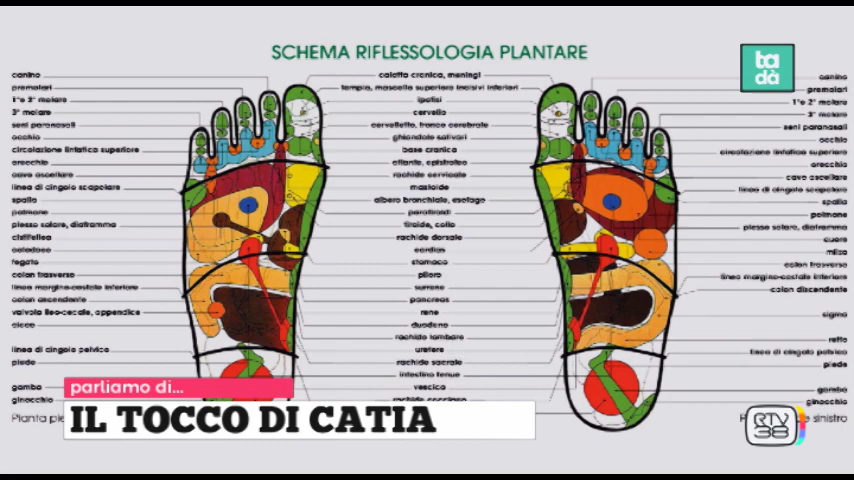 SCHEMA RIFLESSOLOGIA PLANTARE
ta
dà
canino
premolari
1°e 2° molare
3° molare
seni paranasali
occhio
circolazione linfatica superiore
orecchio
cavo ascellare
linea di cingolo scapolare
spalla
polmone
plesso solare, diaframma
cistifellea
coledoco
fegato
colon trasverso
linea margino-costale inferiore
colon ascendente
valvola ileo-cecale, appendice
cieco
linea di cingolo pelvico
piede
gamba
ginocchio
calotta cranica, meningi
tempia, mascella superiore incisivi inferiori
ipofisi
cervello
cervelletto, tronco cerebrale
ghiandole salivari
base cranica
atlante, epistrofeo
rachide cervicale
mastoide
albero bronchiale, esofago
paratiroidi
tiroide, collo
rachide dorsale
cardias
stomaco
piloro
surrene
pancreas
rene
duodeno
rachide lombare
uretere
rachide sacrale
intestino tenue
vescica
rachide coccigeo
canino
premolari
1°e 2° molare
3° molare
seni paranasali
occhio
circolazione linfatica superiore
orecchio
cavo ascellare
linea di cingolo scapolare
spalla
polmone
plesso solare, diaframma
cuore
milza
colon trasverso
linea margino-costale inferiore
colon discendente
sigma
retto
linea di cingolo pelvico
piede
gamba
ginocchio
Pianta
sinistro
parliamo di...
IL TOCCO DI CATIA
RTV
38